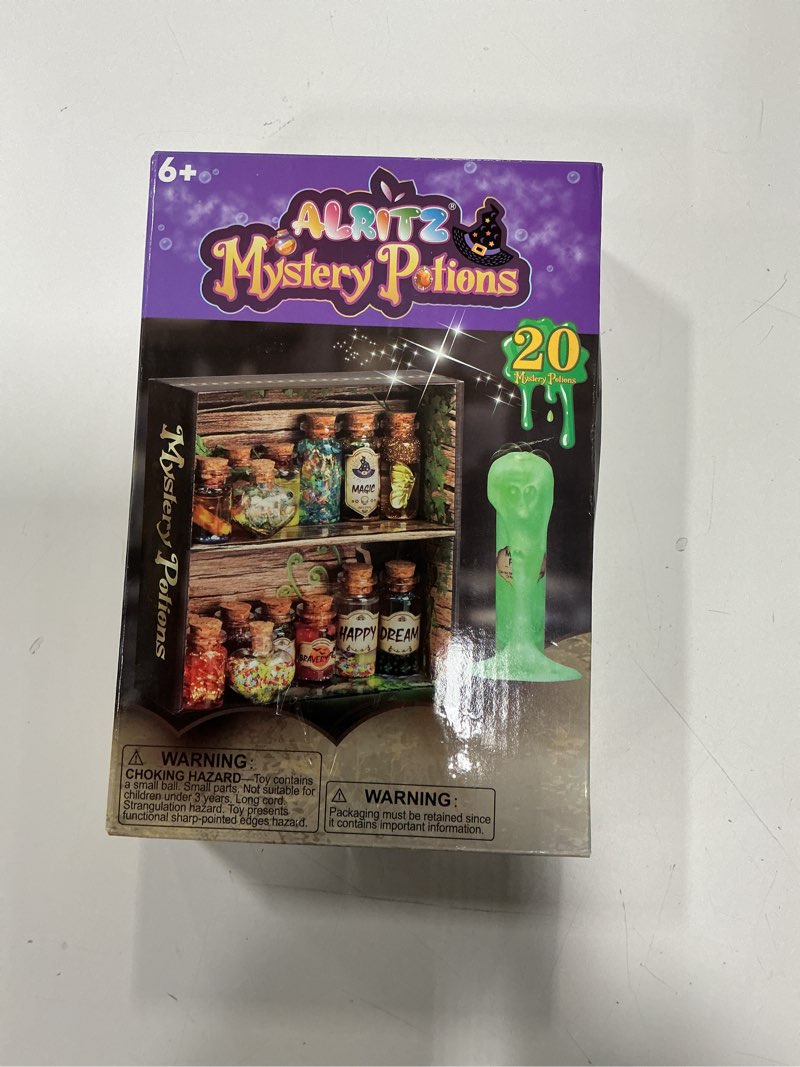 6+
ALRITZ®
Mystery Potions
20
Mystery Potions
Mystery Potions
MAGIC
BRAVERY
HAPPY
DREAM
WARNING:
CHOKING HAZARD—Toy contains
a small ball. Small parts. Not suitable for
children under 3 years. Long cord.
Strangulation hazard. Toy presents
functional sharp-pointed edges hazard.
WARNING:
Packaging must be retained since
it contains important information.